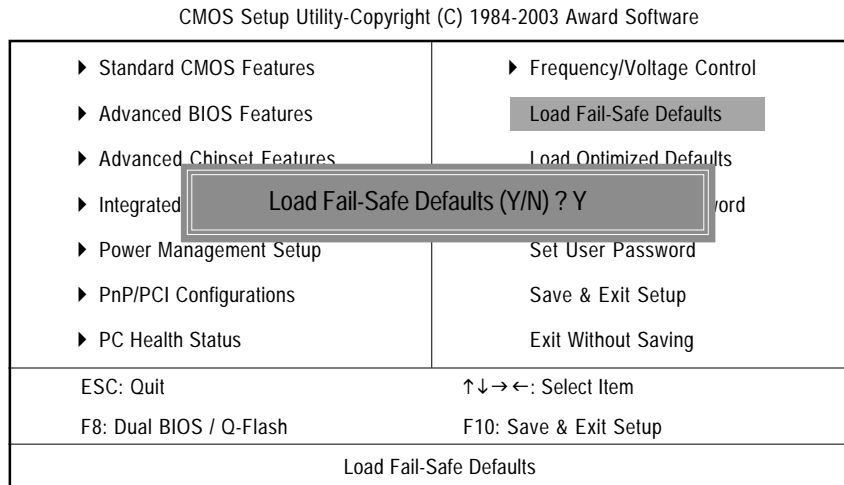 CMOS Setup Utility-Copyright (C) 1984-2003 Award Software
▶ Standard CMOS Features
▶ Advanced BIOS Features
▶ Advanced Chipset Features
▶ Integrated
▶ Power Management Setup
▶ PnP/PCI Configurations
▶ PC Health Status
▶ Frequency/Voltage Control
Load Fail-Safe Defaults
Load Optimized Defaults
Set User Password
Save & Exit Setup
Exit Without Saving
Load Fail-Safe Defaults (Y/N) ? Y
ESC: Quit
↑↓→←: Select Item
F8: Dual BIOS / Q-Flash
F10: Save & Exit Setup
Load Fail-Safe Defaults